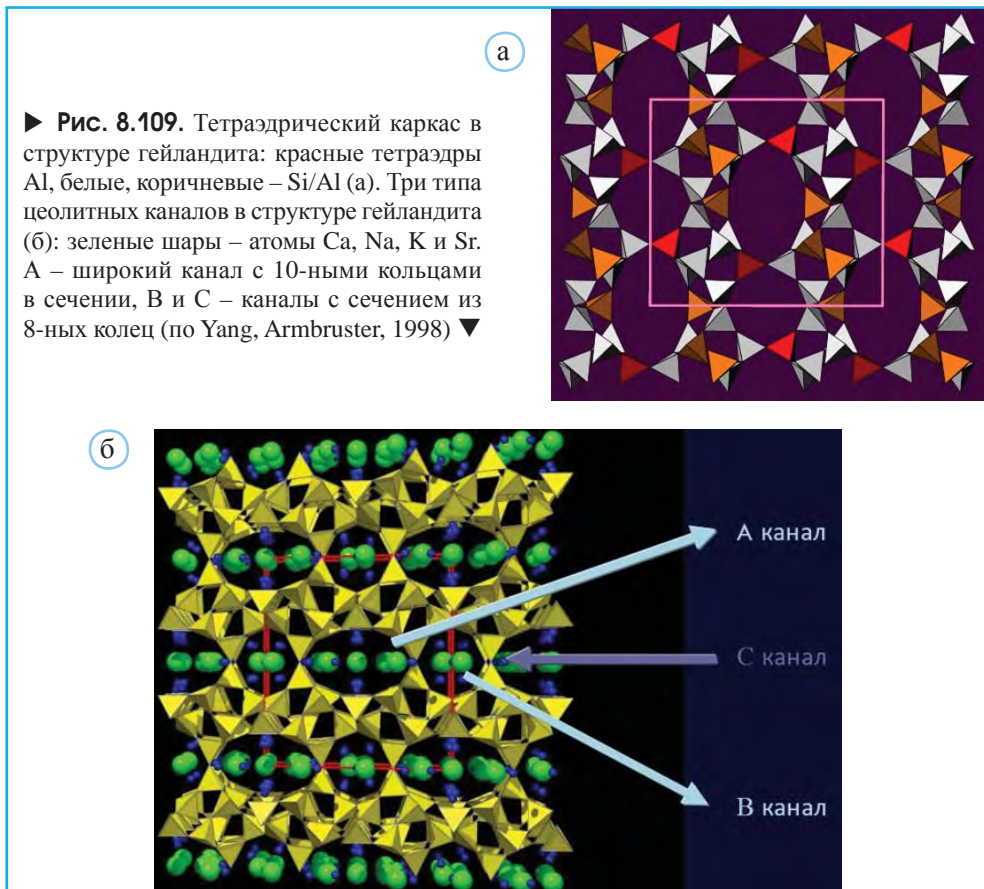 а
▶ Рис. 8.109. Тетраэдрический каркас в
структуре гейландита: красные тетраэдры
Al, белые, коричневые – Si/Al (а). Три типа
цеолитных каналов в структуре гейландита
(б): зеленые шары – атомы Ca, Na, K и Sr.
А – широкий канал с 10-ными кольцами
в сечении, В и С – каналы с сечением из
8-ных колец (по Yang, Armbruster, 1998) ▼
б
А канал
С канал
В канал